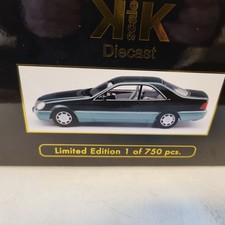 KK scale
Diecast
Limited Edition 1 of 750 pcs.